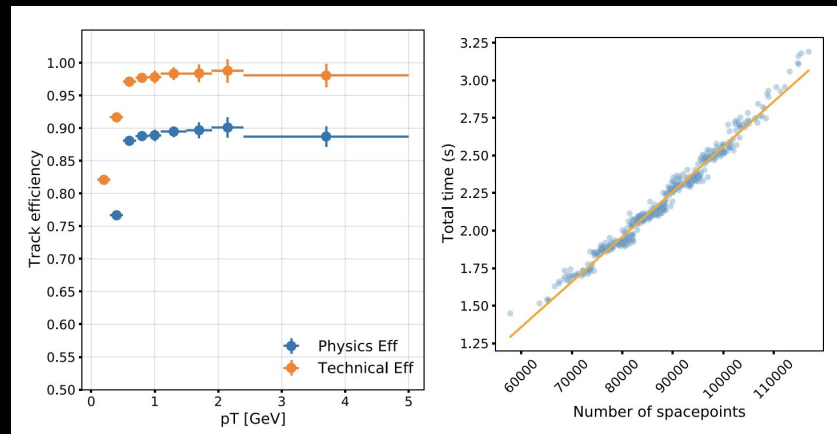 1.00
0.95
0.90
0.85
0.80
0.75
0.70
0.65
0.60
0.55
0.50
Track efficiency
Physics Eff
Technical Eff
0 1 2 3 4 5
pT [GeV]
3.25
3.00
2.75
2.50
2.25
2.00
1.75
1.50
1.25
Total time (s)
60000 70000 80000 90000 100000 110000
Number of spacepoints